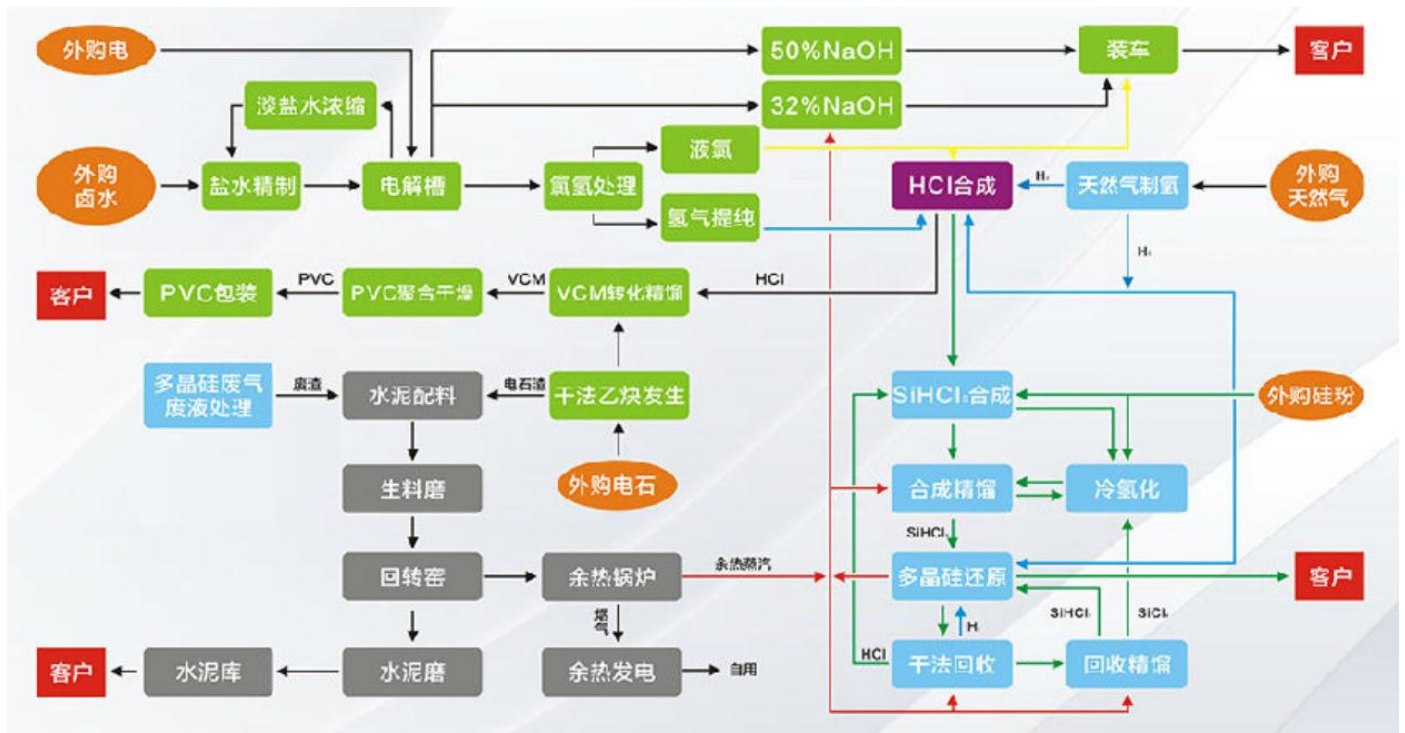 外购电
50%NaOH
装车
客户
淡盐水浓缩
32%NaOH
液氯
外购
卤水
盐水精制
电解槽
氯氢处理
HCl合成
H₂
天然气制氢
外购
天然气
氢气提纯
H₂
客户
PVC包装
PVC
PVC聚合干燥
VCM
VCM转化精馏
HCl
多晶硅废气
废液处理
废渣
水泥配料
电石渣
干法乙炔发生
SiHCl₃合成
外购硅粉
生料磨
外购电石
合成精馏
冷氢化
SiHCl₃
回转窑
余热锅炉
余热蒸汽
多晶硅还原
客户
烟气
H₂
SiHCl₃
SiCl₄
客户
水泥库
水泥磨
余热发电
自用
HCl
干法回收
回收精馏